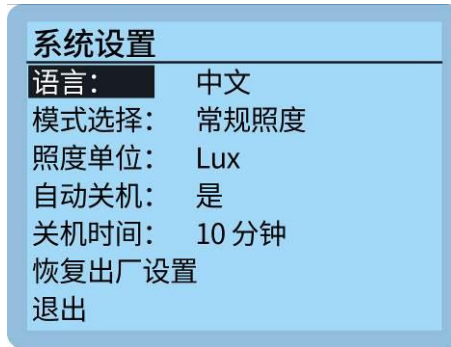 系统设置
语言： 中文
模式选择： 常规照度
照度单位： Lux
自动关机： 是
关机时间： 10 分钟
恢复出厂设置
退出